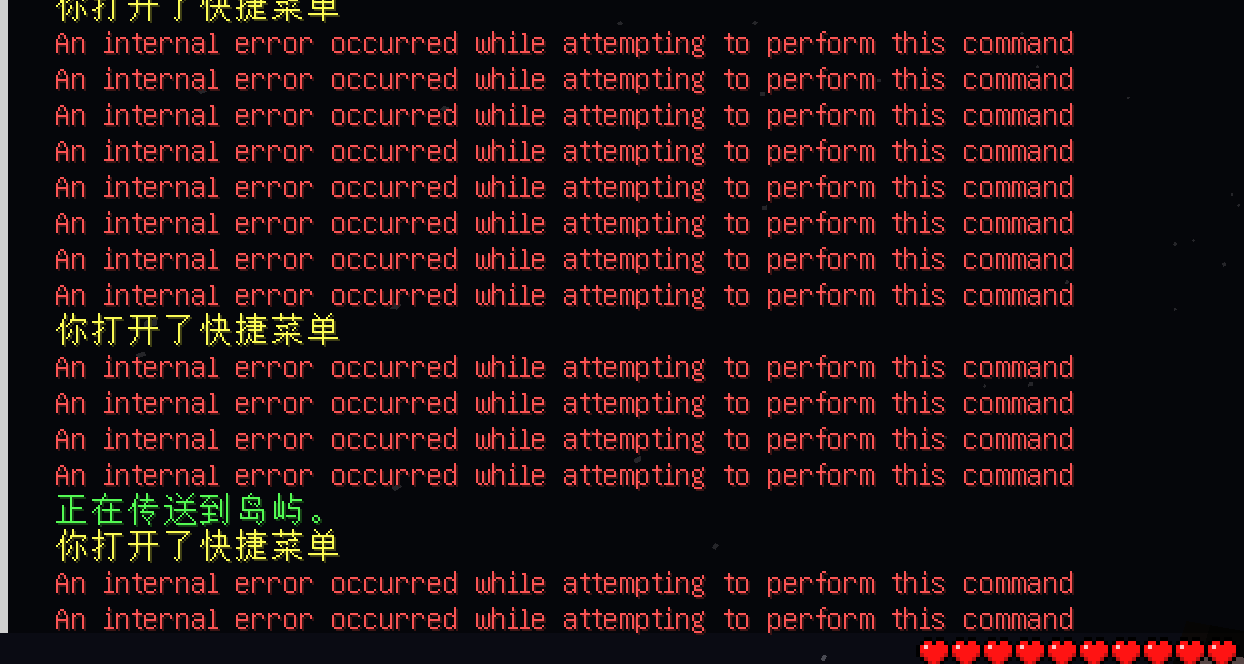 你打开了快捷菜单
An internal error occurred while attempting to perform this command
An internal error occurred while attempting to perform this command
An internal error occurred while attempting to perform this command
An internal error occurred while attempting to perform this command
An internal error occurred while attempting to perform this command
An internal error occurred while attempting to perform this command
An internal error occurred while attempting to perform this command
An internal error occurred while attempting to perform this command
你打开了快捷菜单
An internal error occurred while attempting to perform this command
An internal error occurred while attempting to perform this command
An internal error occurred while attempting to perform this command
An internal error occurred while attempting to perform this command
正在传送到岛屿。
你打开了快捷菜单
An internal error occurred while attempting to perform this command
An internal error occurred while attempting to perform this command